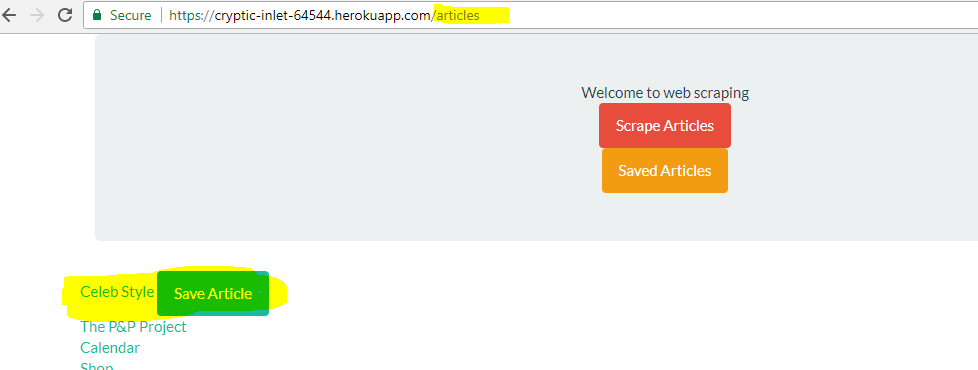 Secure https://cryptic-inlet-64544.herokuapp.com/articles
Welcome to web scraping
Scrape Articles
Saved Articles
Celeb Style Save Article
The P&P Project
Calendar
Shop